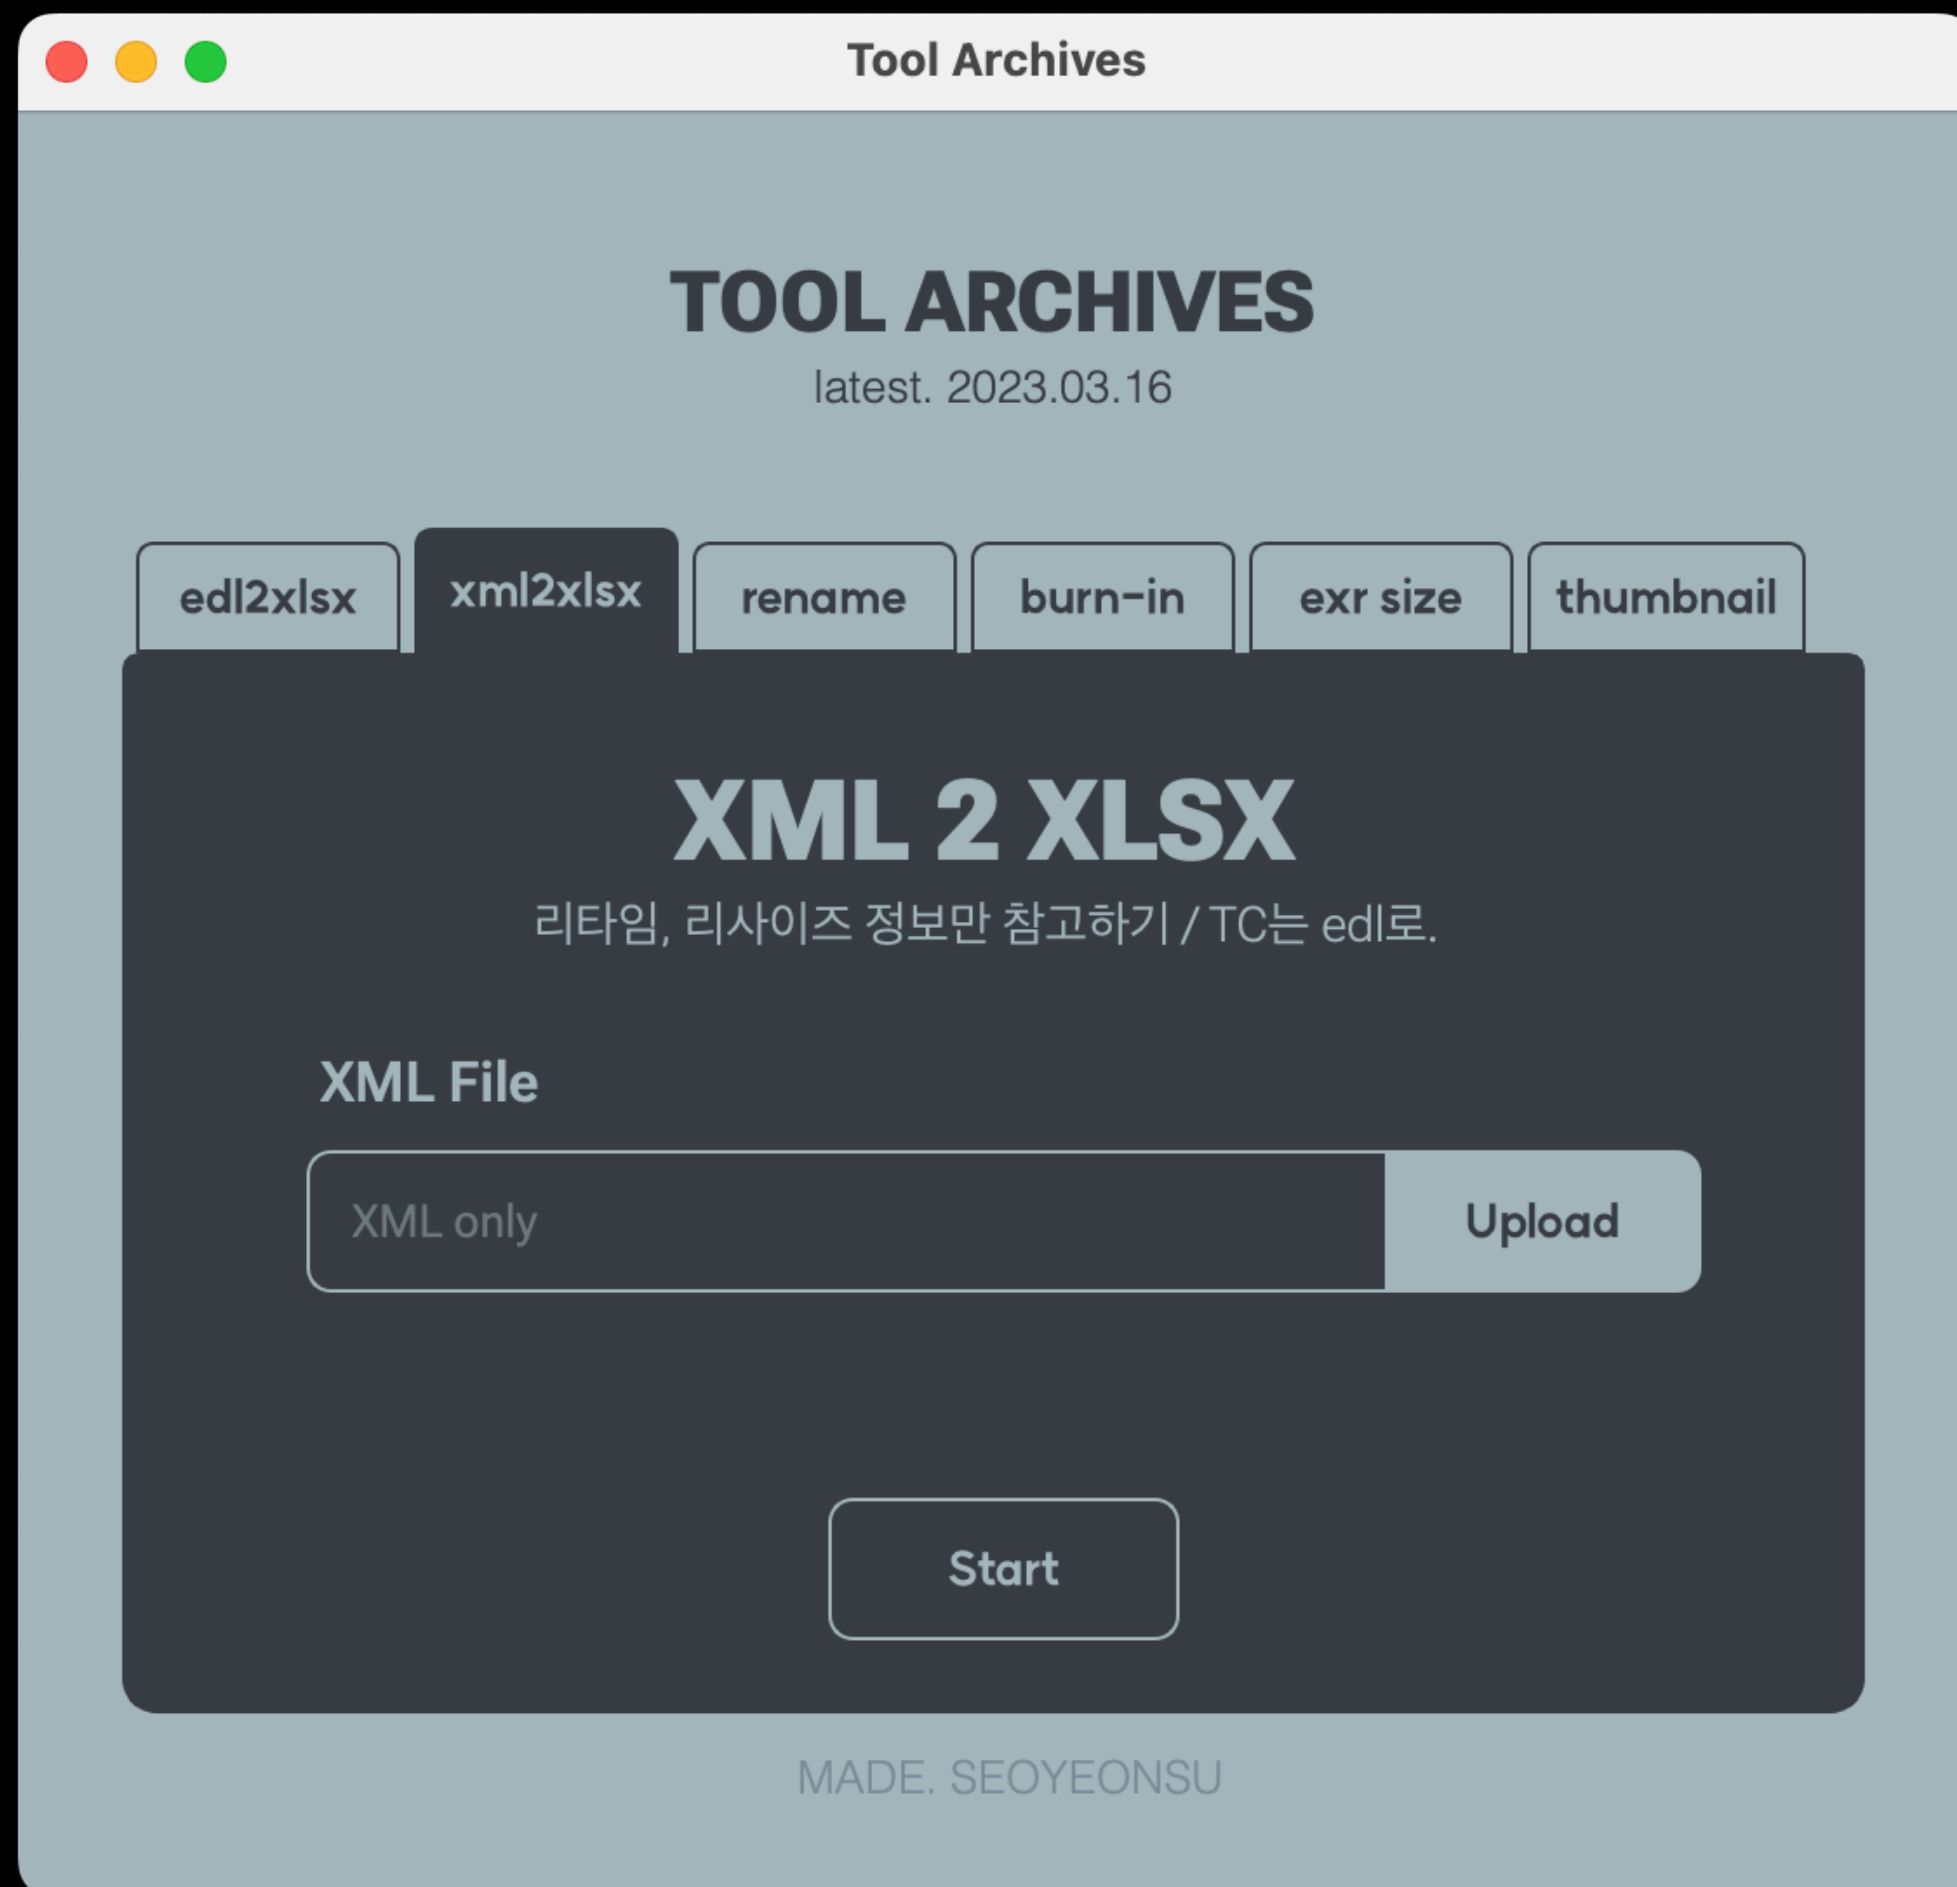 Tool Archives
TOOL ARCHIVES
latest. 2023.03.16
edl2xlsx xml2xlsx rename burn-in exr size thumbnail
XML 2 XLSX
리타임, 리사이즈 정보만 참고하기 / TC는 edl로.
XML File
XML only Upload
Start
MADE. SEOYEONSU